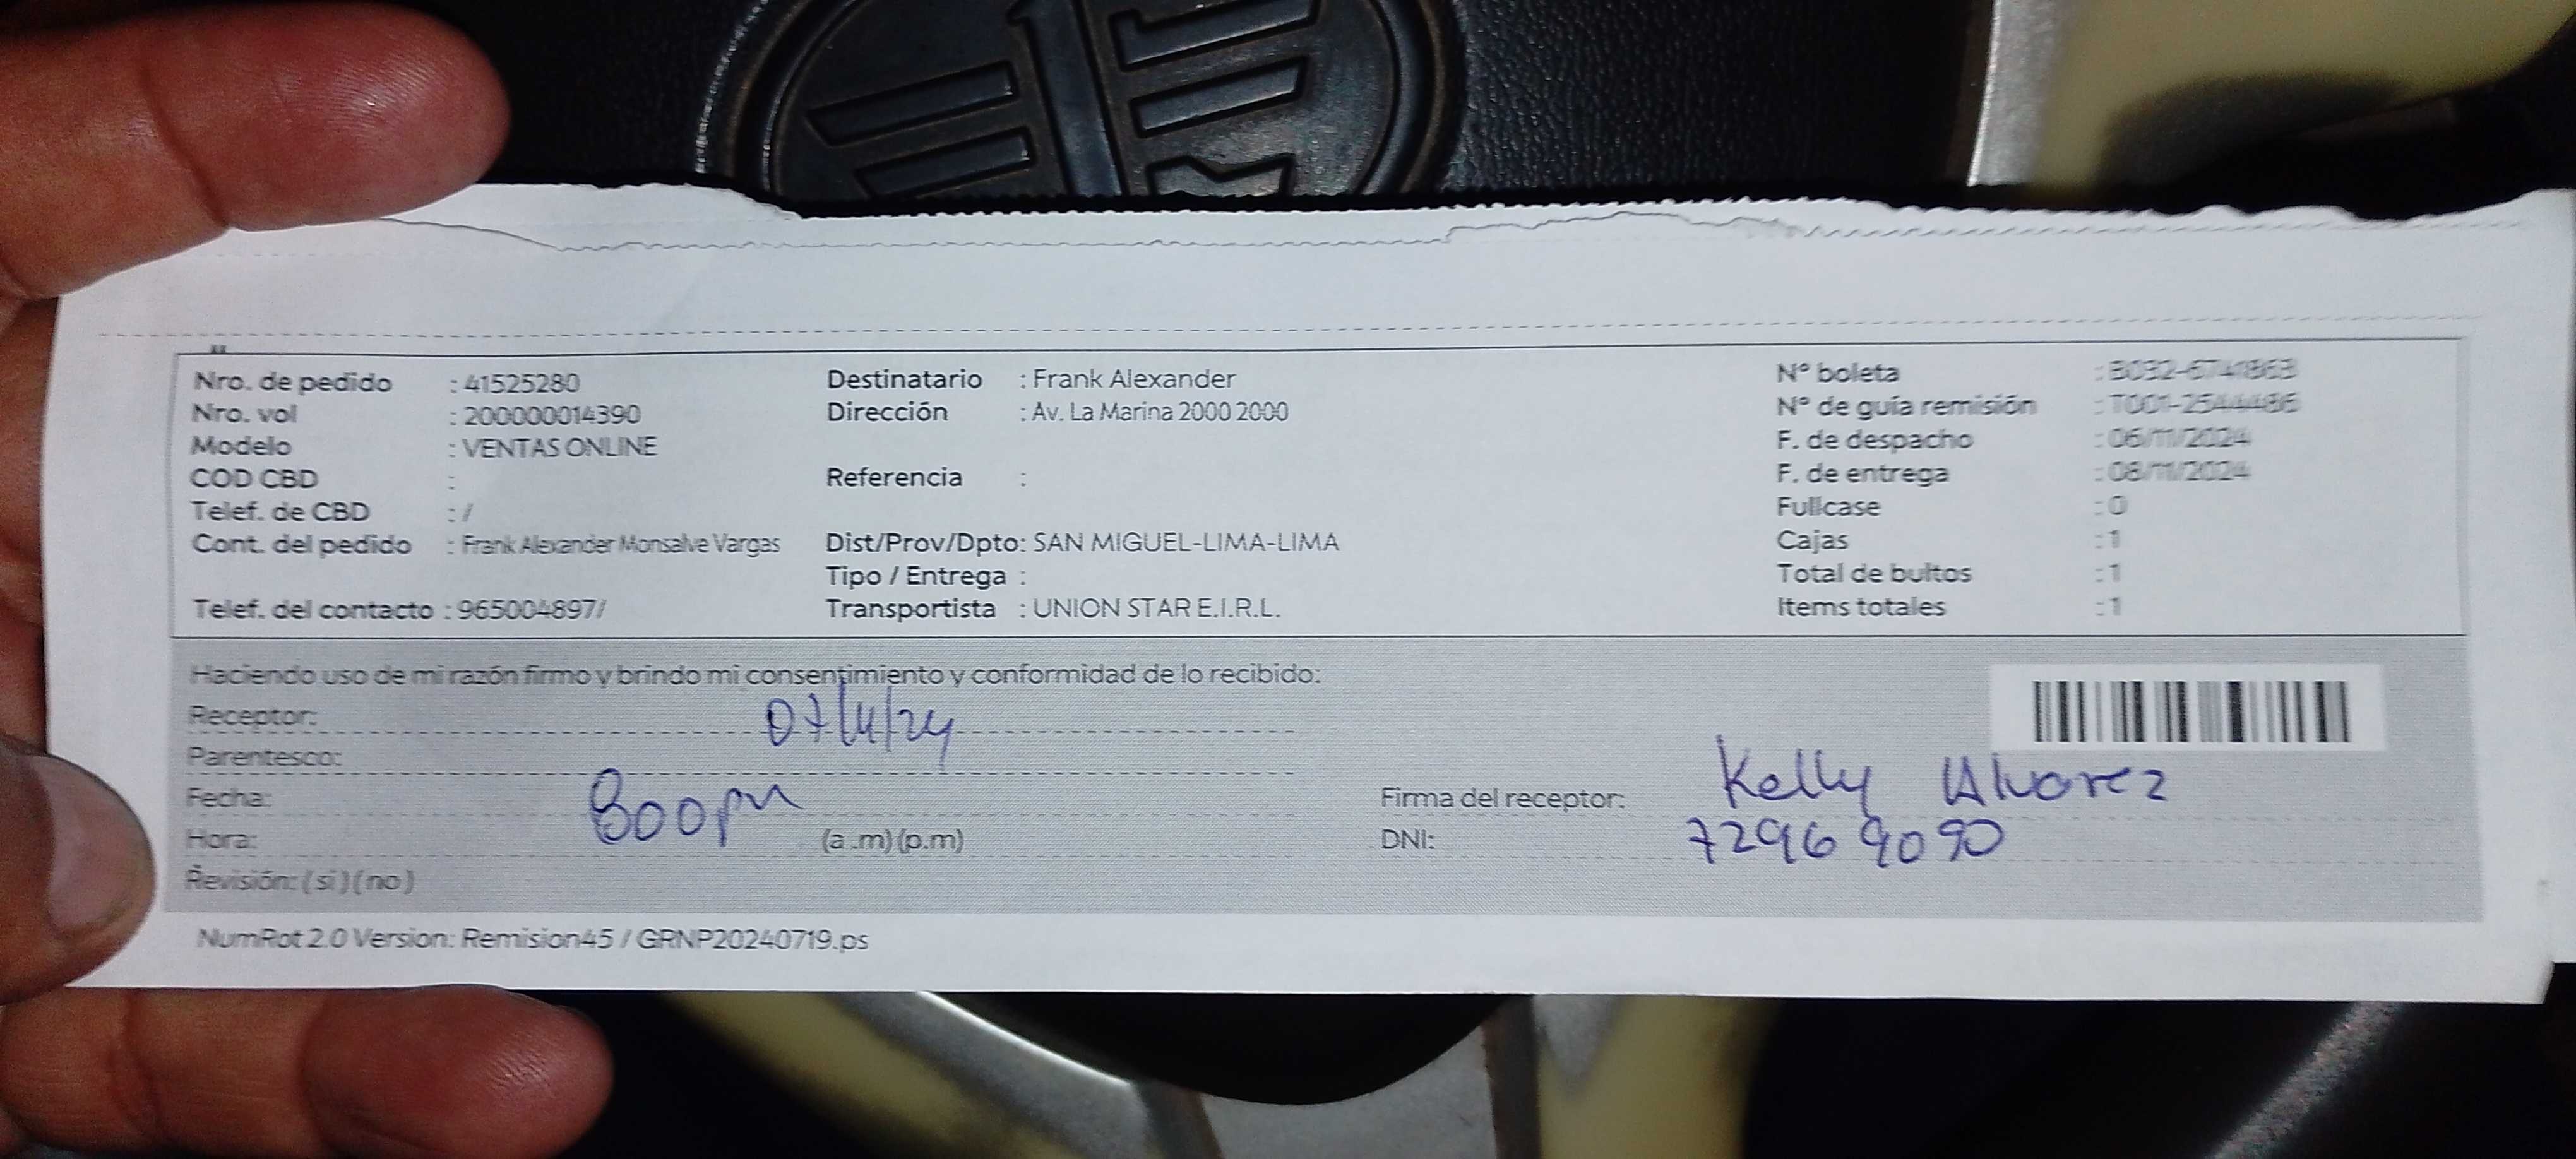 Nro. de pedido : 41525280 Destinatario : Frank Alexander N° boleta : B032-6741863
Nro. vol : 200000014390 Dirección : Av. La Marina 2000 2000 N° de guía remisión : T001-2544486
Modelo : VENTAS ONLINE F. de despacho : 06/11/2024
COD CBD : Referencia : F. de entrega : 08/11/2024
Telef. de CBD : / Fullcase : 0
Cont. del pedido : Frank Alexander Monsalve Vargas Dist/Prov/Dpto: SAN MIGUEL-LIMA-LIMA Cajas : 1
Tipo / Entrega : Total de bultos : 1
Telef. del contacto : 965004897/ Transportista : UNION STAR E.I.R.L. Items totales : 1
Haciendo uso de mi razón firmo y brindo mi consentimiento y conformidad de lo recibido:
Receptor: 07/11/24
Parentesco:
Fecha: 800pm Firma del receptor: Kelly Alvarez
Hora: (a .m) (p.m) DNI: 72969090
Revisión: ( si ) ( no )
NumRot 2.0 Version: Remision45 / GRNP20240719.ps